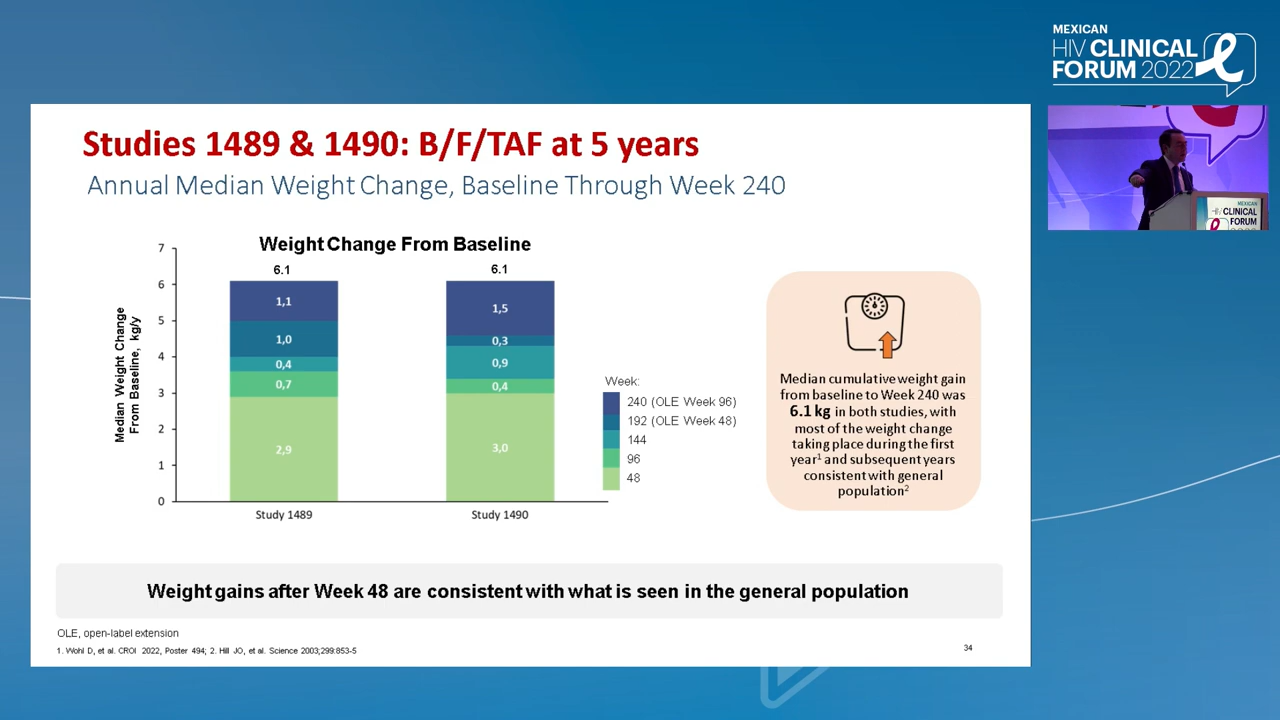 MEXICAN
HIV CLINICAL
FORUM 2022
Studies 1489 & 1490: B/F/TAF at 5 years
Annual Median Weight Change, Baseline Through Week 240
Weight Change From Baseline
Median Weight Change
From Baseline, kg/y
7
6
5
4
3
2
1
0
6.1
1,1
1,0
0,4
0,7
2,9
6.1
1,5
0,3
0,9
0,4
3,0
Study 1489
Study 1490
Week:
240 (OLE Week 96)
192 (OLE Week 48)
144
96
48
Median cumulative weight gain
from baseline to Week 240 was
6.1 kg in both studies, with
most of the weight change
taking place during the first
year1 and subsequent years
consistent with general
population2
Weight gains after Week 48 are consistent with what is seen in the general population
OLE, open-label extension
1. Wohl D, et al. CROI 2022, Poster 494; 2. Hill JO, et al. Science 2003;299:853-5
34
MEXICAN
HIV CLINICAL
FORUM